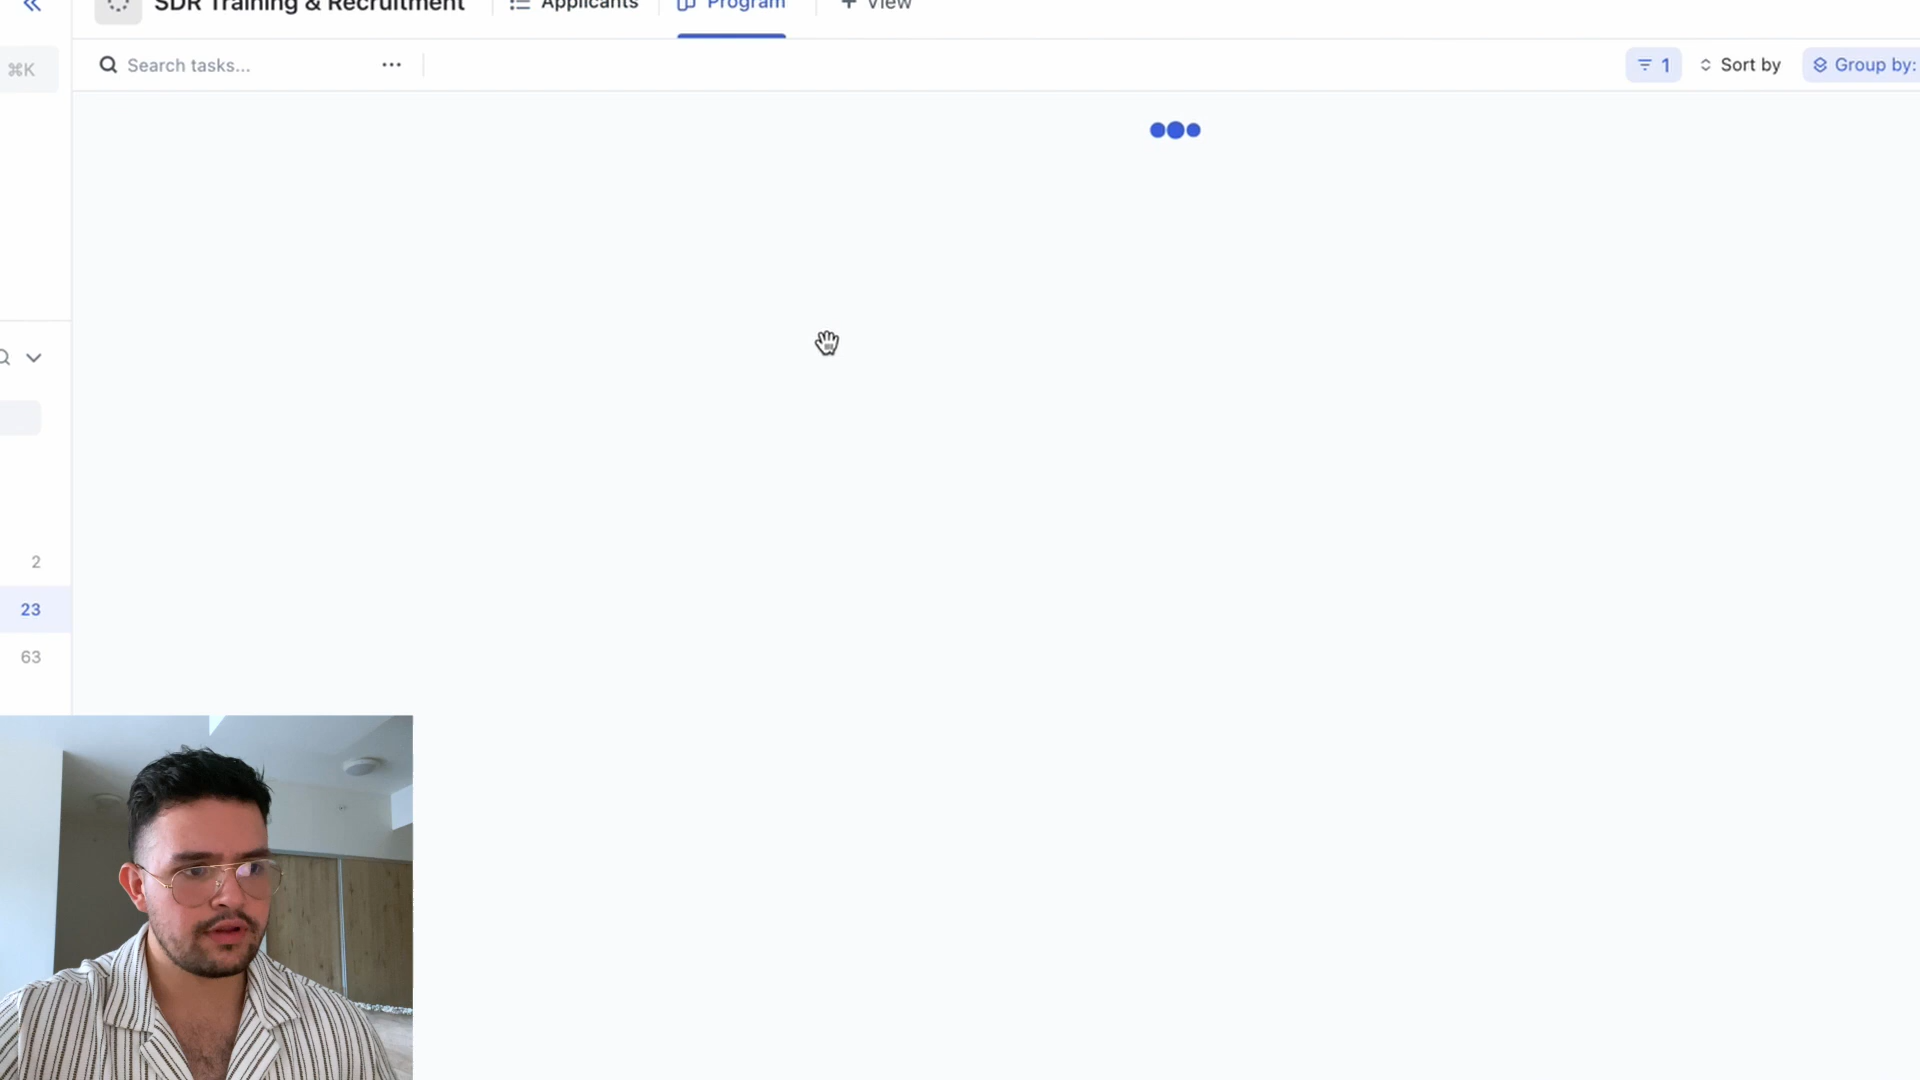 SDR Training & Recruitment
Applicants
Program
+ View
⌘K
Search tasks...
1
Sort by
Group by:
2
23
63